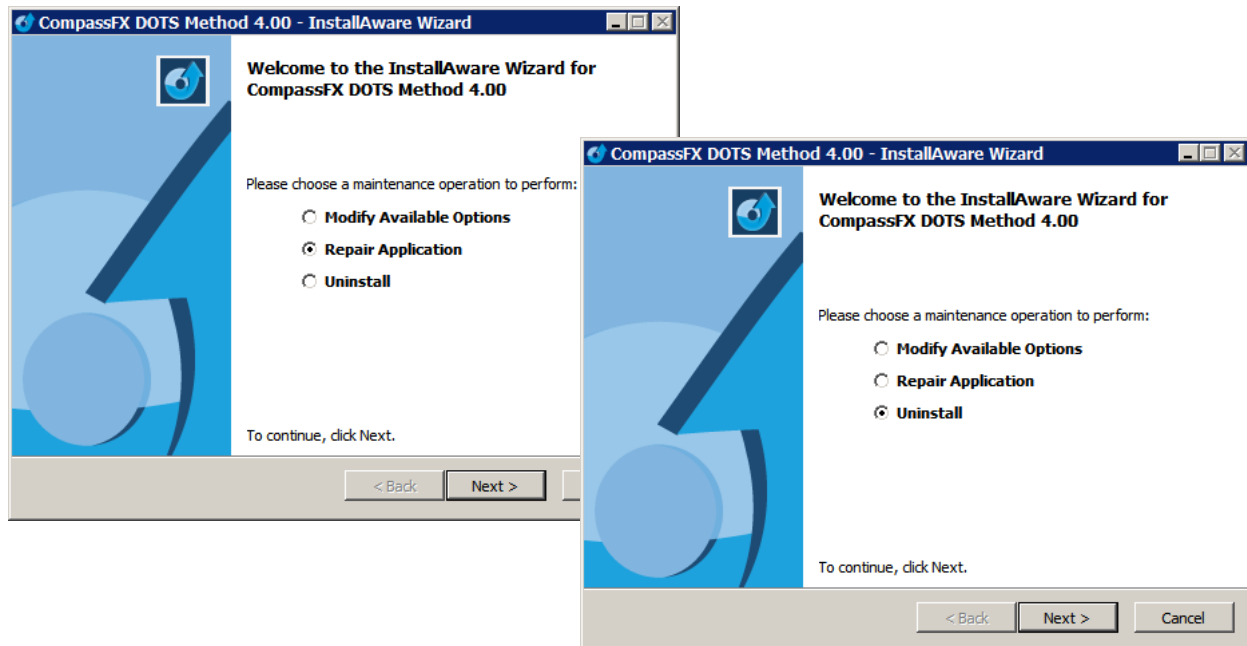 CompassFX DOTS Method 4.00 - InstallAware Wizard
Welcome to the InstallAware Wizard for
CompassFX DOTS Method 4.00
Please choose a maintenance operation to perform:
Modify Available Options
Repair Application
Uninstall
To continue, click Next.
< Back
Next >
CompassFX DOTS Method 4.00 - InstallAware Wizard
Welcome to the InstallAware Wizard for
CompassFX DOTS Method 4.00
Please choose a maintenance operation to perform:
Modify Available Options
Repair Application
Uninstall
To continue, click Next.
< Back
Next >
Cancel